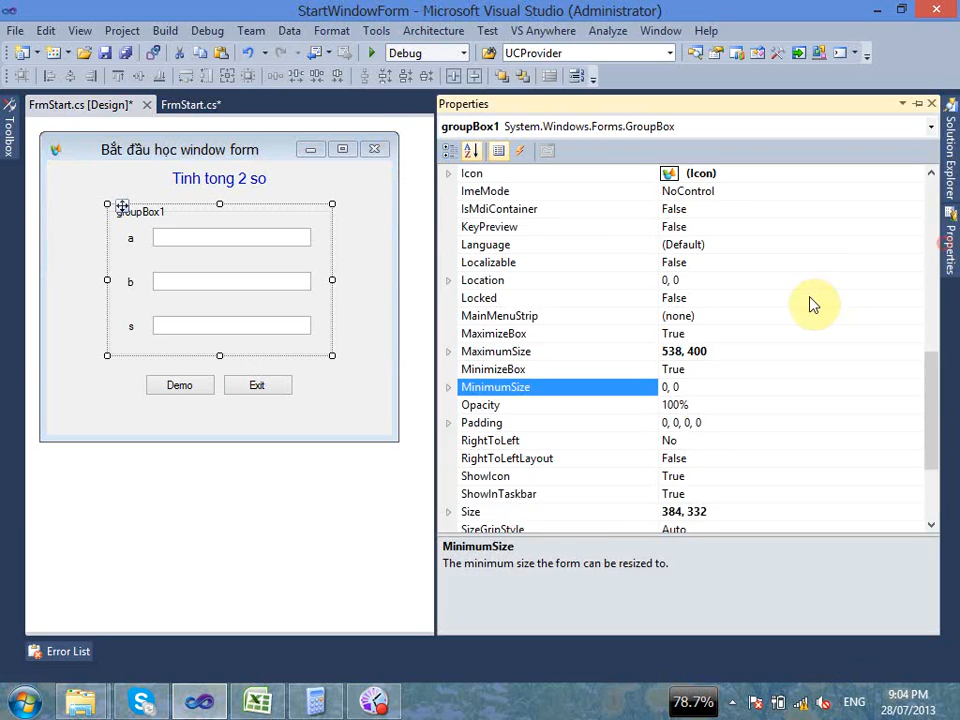 StartWindowForm - Microsoft Visual Studio (Administrator)
File Edit View Project Build Debug Team Data Format Tools Architecture Test VS Anywhere Analyze Window Help
Debug UCProvider
FrmStart.cs [Design]* FrmStart.cs*
Toolbox
Bắt đầu học window form
Tinh tong 2 so
groupBox1
a
b
s
Demo Exit
Properties
groupBox1 System.Windows.Forms.GroupBox
Icon (Icon)
ImeMode NoControl
IsMdiContainer False
KeyPreview False
Language (Default)
Localizable False
Location 0, 0
Locked False
MainMenuStrip (none)
MaximizeBox True
MaximumSize 538, 400
MinimizeBox True
MinimumSize 0, 0
Opacity 100%
Padding 0, 0, 0, 0
RightToLeft No
RightToLeftLayout False
ShowIcon True
ShowInTaskbar True
Size 384, 332
SizeGripStyle Auto
MinimumSize
The minimum size the form can be resized to.
Solution Explorer
Properties
Error List
78.7% ENG 9:04 PM
28/07/2013